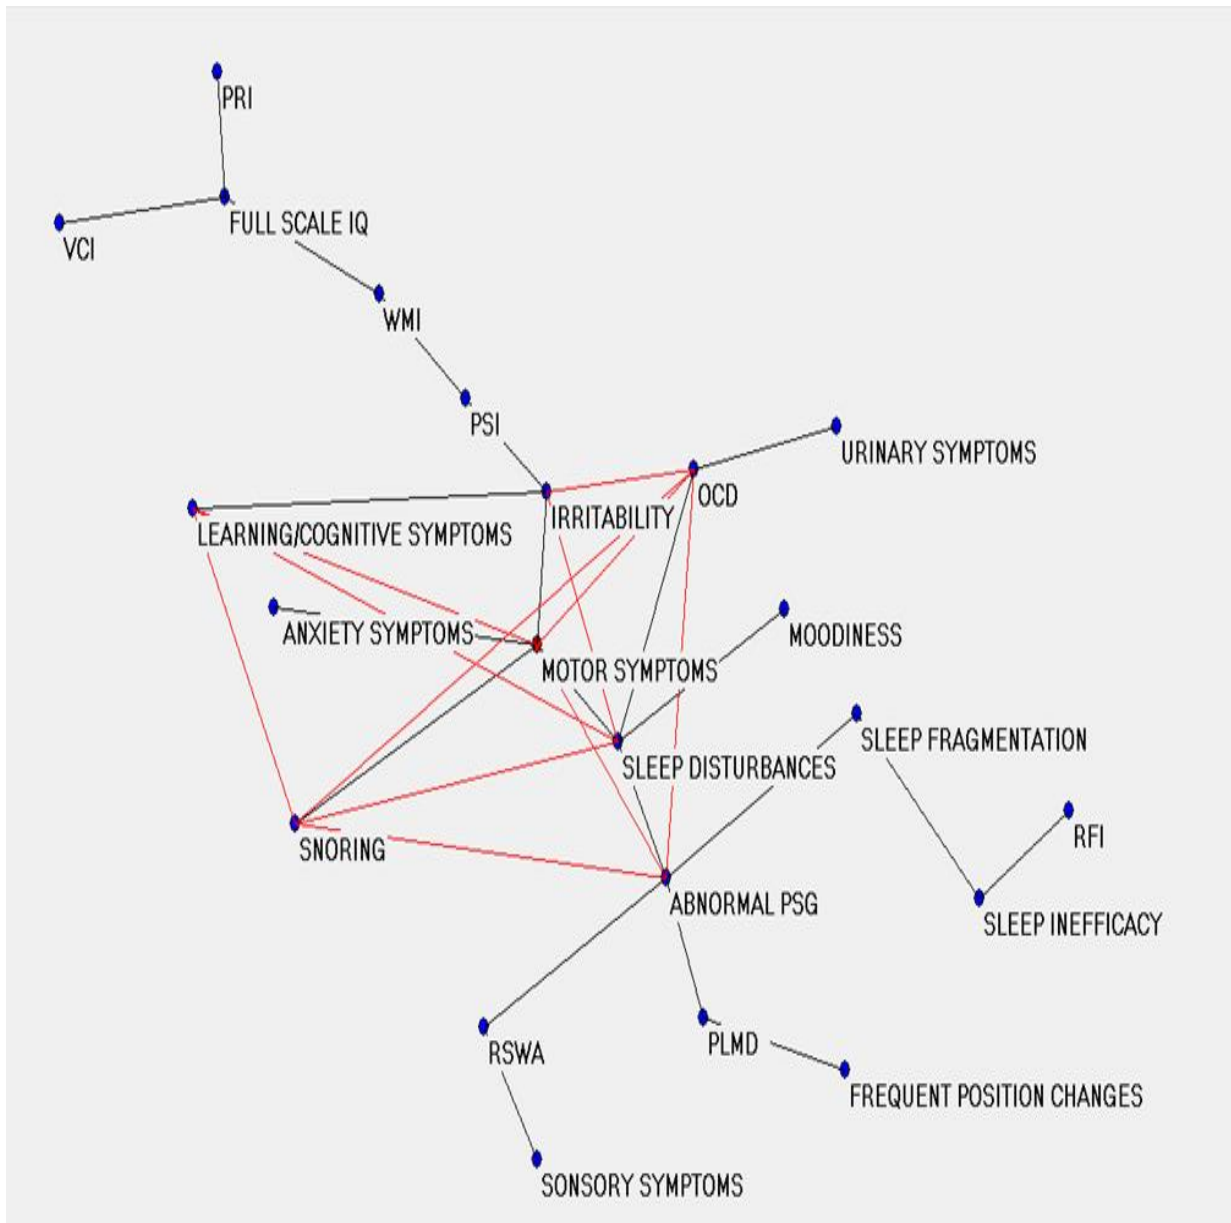 PRI
FULL SCALE IQ
VCI
WMI
PSI
URINARY SYMPTOMS
OCD
IRRITABILITY
LEARNING/COGNITIVE SYMPTOMS
ANXIETY SYMPTOMS
MOODINESS
MOTOR SYMPTOMS
SLEEP FRAGMENTATION
SLEEP DISTURBANCES
RFI
SNORING
ABNORMAL PSG
SLEEP INEFFICACY
PLMD
RSWA
FREQUENT POSITION CHANGES
SONSORY SYMPTOMS